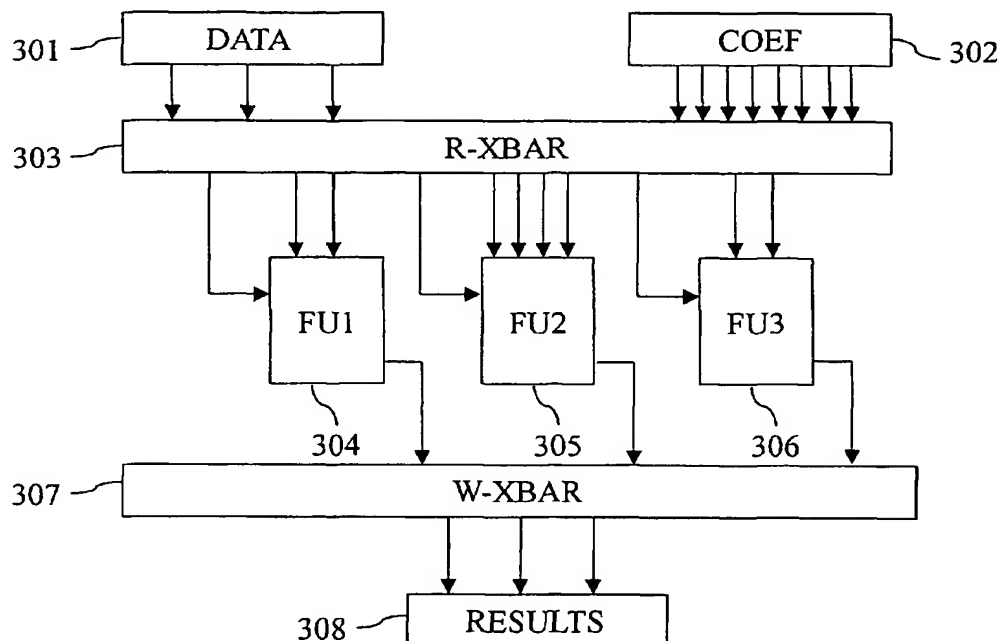 301
DATA
COEF
302
303
R-XBAR
FU1
FU2
FU3
304
305
306
307
W-XBAR
308
RESULTS